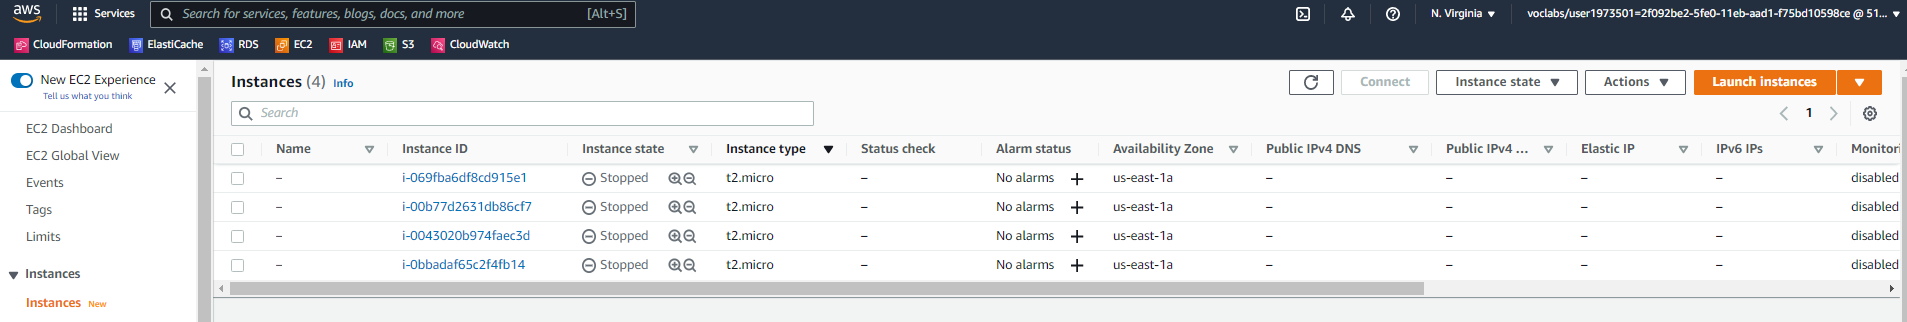 aws Services Search for services, features, blogs, docs, and more [Alt+S] N. Virginia voclabs/user1973501=2f092be2-5fe0-11eb-aad1-f75bd10598ce @ 51...
CloudFormation ElastiCache RDS EC2 IAM S3 CloudWatch
New EC2 Experience
Tell us what you think
EC2 Dashboard
EC2 Global View
Events
Tags
Limits
Instances
Instances New
Instances (4) Info Connect Instance state Actions Launch instances
Search 1
Name Instance ID Instance state Instance type Status check Alarm status Availability Zone Public IPv4 DNS Public IPv4 ... Elastic IP IPv6 IPs Monitori
– i-069fba6df8cd915e1 Stopped t2.micro – No alarms + us-east-1a – – – – disabled
– i-00b77d2631db86cf7 Stopped t2.micro – No alarms + us-east-1a – – – – disabled
– i-0043020b974faec3d Stopped t2.micro – No alarms + us-east-1a – – – – disabled
– i-0bbadaf65c2f4fb14 Stopped t2.micro – No alarms + us-east-1a – – – – disabled